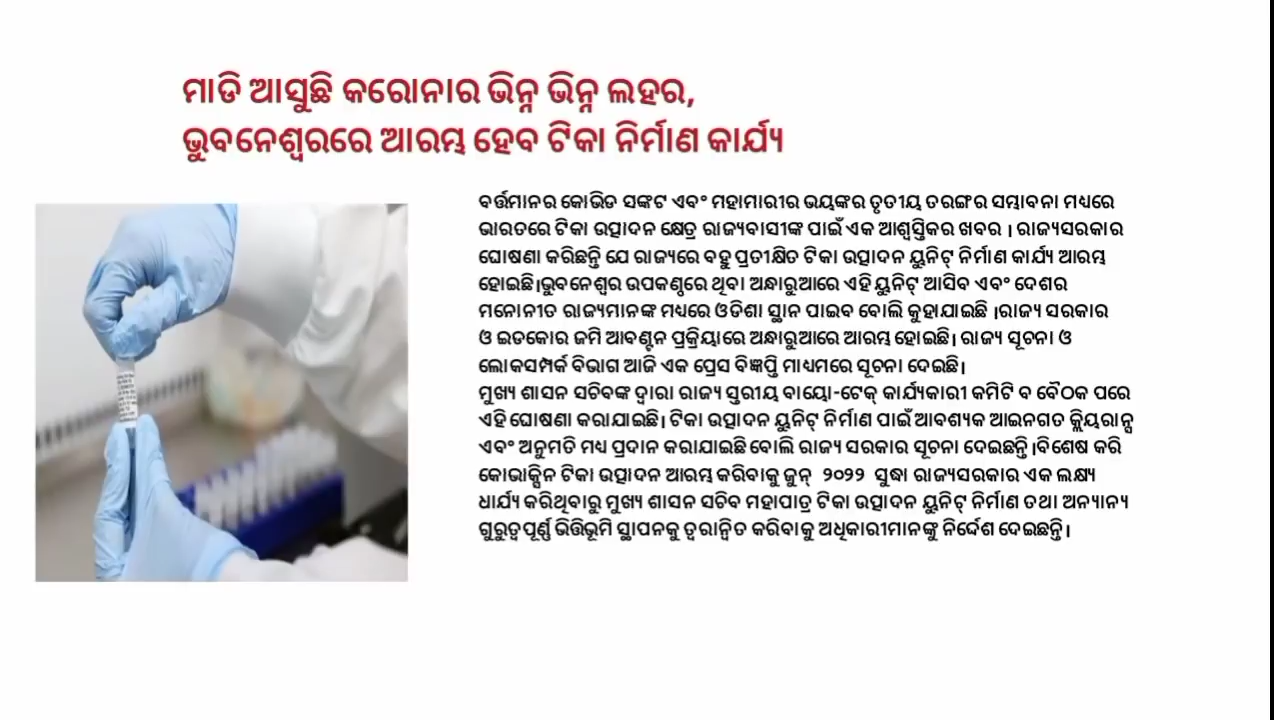 ମାଡି ଆସୁଛି କରୋନାର ଭିନ୍ନ ଭିନ୍ନ ଲହର,
ଭୁବନେଶ୍ୱରରେ ଆରମ୍ଭ ହେବ ଟିକା ନିର୍ମାଣ କାର୍ଯ୍ୟ
ବର୍ତ୍ତମାନର କୋଭିଡ ସଙ୍କଟ ଏବଂ ମହାମାରୀର ଭୟଙ୍କର ତୃତୀୟ ତରଙ୍ଗର ସମ୍ଭାବନା ମଧ୍ୟରେ
ଭାରତରେ ଟିକା ଉତ୍ପାଦନ କ୍ଷେତ୍ର ରାଜ୍ୟବାସୀଙ୍କ ପାଇଁ ଏକ ଆଶ୍ୱସ୍ତିକର ଖବର । ରାଜ୍ୟସରକାର
ଘୋଷଣା କରିଛନ୍ତି ଯେ ରାଜ୍ୟରେ ବହୁ ପ୍ରତୀକ୍ଷିତ ଟିକା ଉତ୍ପାଦନ ୟୁନିଟ୍ ନିର୍ମାଣ କାର୍ଯ୍ୟ ଆରମ୍ଭ
ହୋଇଛି।ଭୁବନେଶ୍ୱର ଉପକଣ୍ଠରେ ଥିବା ଅନ୍ଧାରୁଆରେ ଏହି ୟୁନିଟ୍ ଆସିବ ଏବଂ ଦେଶର
ମନୋନୀତ ରାଜ୍ୟମାନଙ୍କ ମଧ୍ୟରେ ଓଡିଶା ସ୍ଥାନ ପାଇବ ବୋଲି କୁହାଯାଇଛି ।ରାଜ୍ୟ ସରକାର
ଓ ଇଡକୋର ଜମି ଆବଣ୍ଟନ ପ୍ରକ୍ରିୟାରେ ଅନ୍ଧାରୁଆରେ ଆରମ୍ଭ ହୋଇଛି। ରାଜ୍ୟ ସୂଚନା ଓ
ଲୋକସମ୍ପର୍କ ବିଭାଗ ଆଜି ଏକ ପ୍ରେସ ବିଜ୍ଞପ୍ତି ମାଧ୍ୟମରେ ସୂଚନା ଦେଇଛି।
ମୁଖ୍ୟ ଶାସନ ସଚିବଙ୍କ ଦ୍ୱାରା ରାଜ୍ୟ ସ୍ତରୀୟ ବାୟୋ-ଟେକ୍ କାର୍ଯ୍ୟକାରୀ କମିଟି ବ ବୈଠକ ପରେ
ଏହି ଘୋଷଣା କରାଯାଇଛି। ଟିକା ଉତ୍ପାଦନ ୟୁନିଟ୍ ନିର୍ମାଣ ପାଇଁ ଆବଶ୍ୟକ ଆଇନଗତ କ୍ଲିୟରାନ୍ସ
ଏବଂ ଅନୁମତି ମଧ୍ୟ ପ୍ରଦାନ କରାଯାଇଛି ବୋଲି ରାଜ୍ୟ ସରକାର ସୂଚନା ଦେଇଛନ୍ତି ।ବିଶେଷ କରି
କୋଭାକ୍ସିନ ଟିକା ଉତ୍ପାଦନ ଆରମ୍ଭ କରିବାକୁ ଜୁନ୍ ୨୦୨୨ ସୁଦ୍ଧା ରାଜ୍ୟସରକାର ଏକ ଲକ୍ଷ୍ୟ
ଧାର୍ଯ୍ୟ କରିଥିବାରୁ ମୁଖ୍ୟ ଶାସନ ସଚିବ ମହାପାତ୍ର ଟିକା ଉତ୍ପାଦନ ୟୁନିଟ୍ ନିର୍ମାଣ ତଥା ଅନ୍ୟାନ୍ୟ
ଗୁରୁତ୍ୱପୂର୍ଣ୍ଣ ଭିତ୍ତିଭୂମି ସ୍ଥାପନକୁ ତ୍ୱରାନ୍ୱିତ କରିବାକୁ ଅଧିକାରୀମାନଙ୍କୁ ନିର୍ଦ୍ଦେଶ ଦେଇଛନ୍ତି।